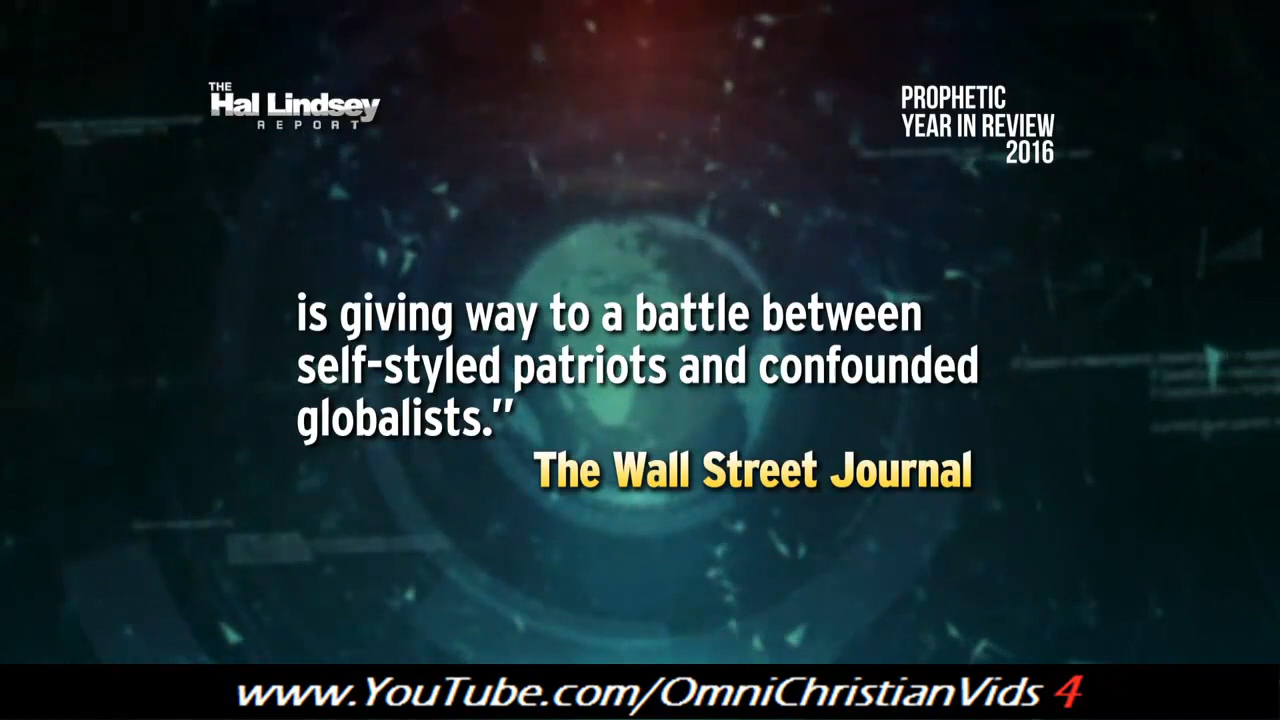 THE
Hal Lindsey
REPORT
PROPHETIC
YEAR IN REVIEW
2016
is giving way to a battle between
self-styled patriots and confounded
globalists.”
The Wall Street Journal
www.YouTube.com/OmniChristianVids 4